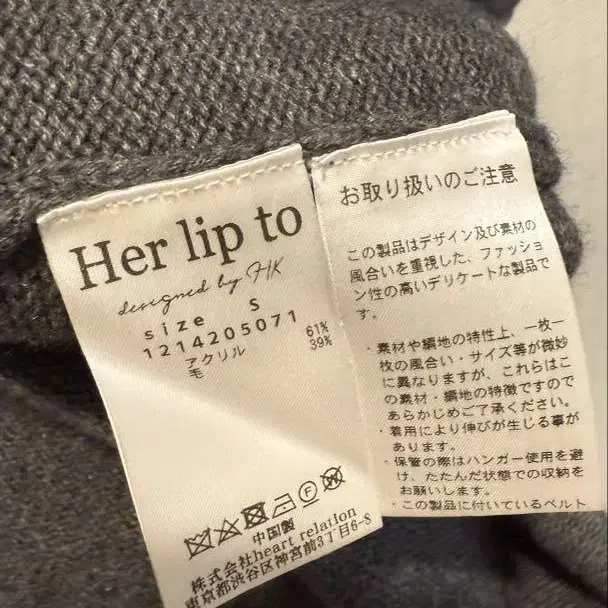 Her lip to
designed by HK
size S
1214205071
アクリル 61%
毛 39%
中国製
株式会社heart relation
東京都渋谷区神宮前3丁目6-8
お取り扱いのご注意
この製品はデザイン及び素材の
風合いを重視した、ファッショ
ン性の高いデリケートな製品で
す。
・素材や編地の特性上、一枚一
枚の風合い・サイズ等が微妙
に異なりますが、これらはこ
の素材・編地の特徴ですので
あらかじめご了承ください。
・着用により伸びが生じる事が
あります。
・保管の際はハンガー使用を避
け、たたんだ状態での収納を
お願いします。
・この製品に付いているベルト